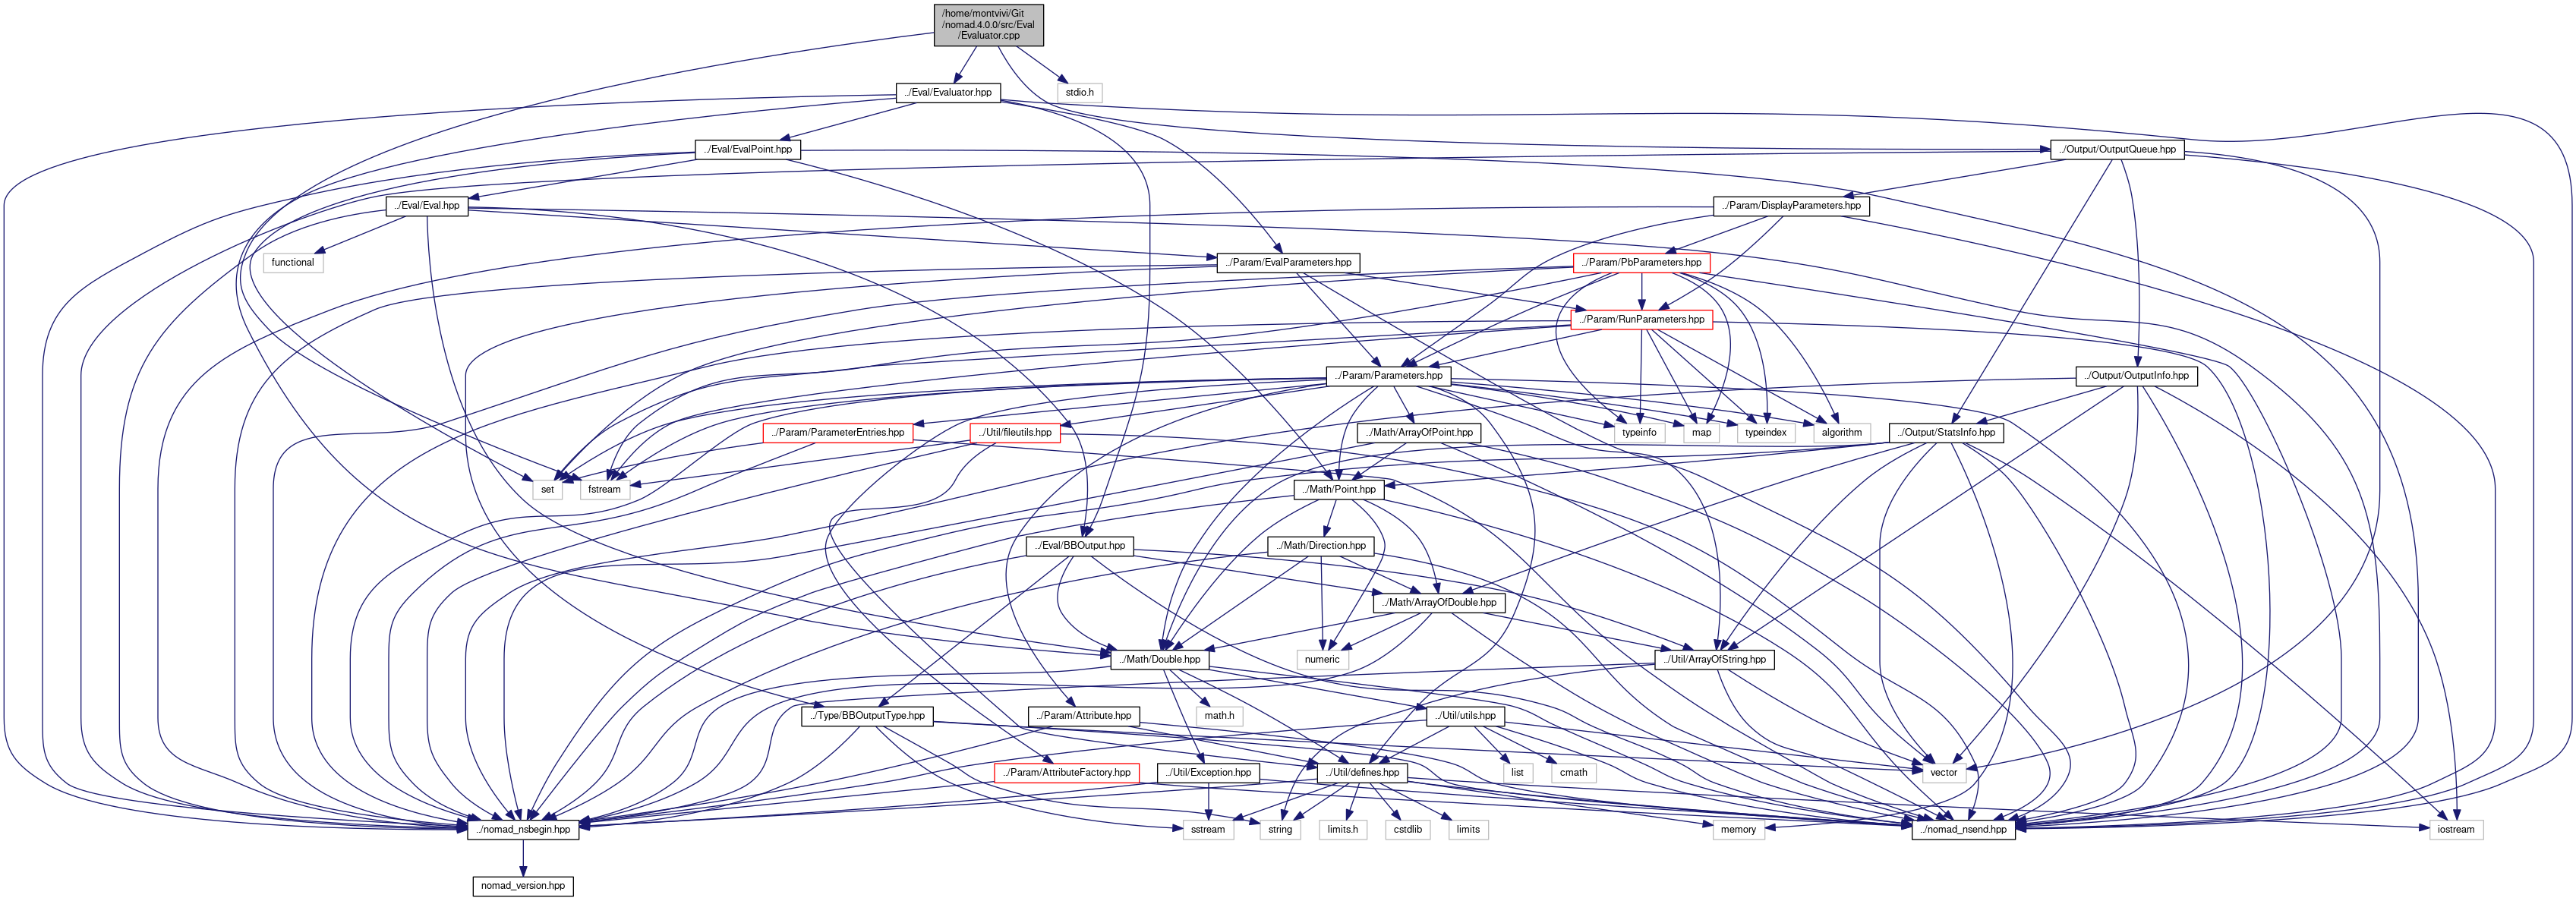 /home/montvivi/Git
/nomad.4.0.0/src/Eval
/Evaluator.cpp
../Eval/Evaluator.hpp
stdio.h
../Eval/EvalPoint.hpp
../Output/OutputQueue.hpp
../Eval/Eval.hpp
../Param/DisplayParameters.hpp
functional
../Param/EvalParameters.hpp
../Param/PbParameters.hpp
../Param/RunParameters.hpp
../Param/Parameters.hpp
../Output/OutputInfo.hpp
../Param/ParameterEntries.hpp
../Util/fileutils.hpp
../Math/ArrayOfPoint.hpp
typeinfo
map
typeindex
algorithm
../Output/StatsInfo.hpp
set
fstream
../Math/Point.hpp
../Eval/BBOutput.hpp
../Math/Direction.hpp
../Math/ArrayOfDouble.hpp
../Math/Double.hpp
numeric
../Util/ArrayOfString.hpp
../Type/BBOutputType.hpp
../Param/Attribute.hpp
math.h
../Util/utils.hpp
../Param/AttributeFactory.hpp
../Util/Exception.hpp
../Util/defines.hpp
list
cmath
vector
../nomad_nsbegin.hpp
sstream
string
limits.h
cstdlib
limits
memory
../nomad_nsend.hpp
iostream
nomad_version.hpp